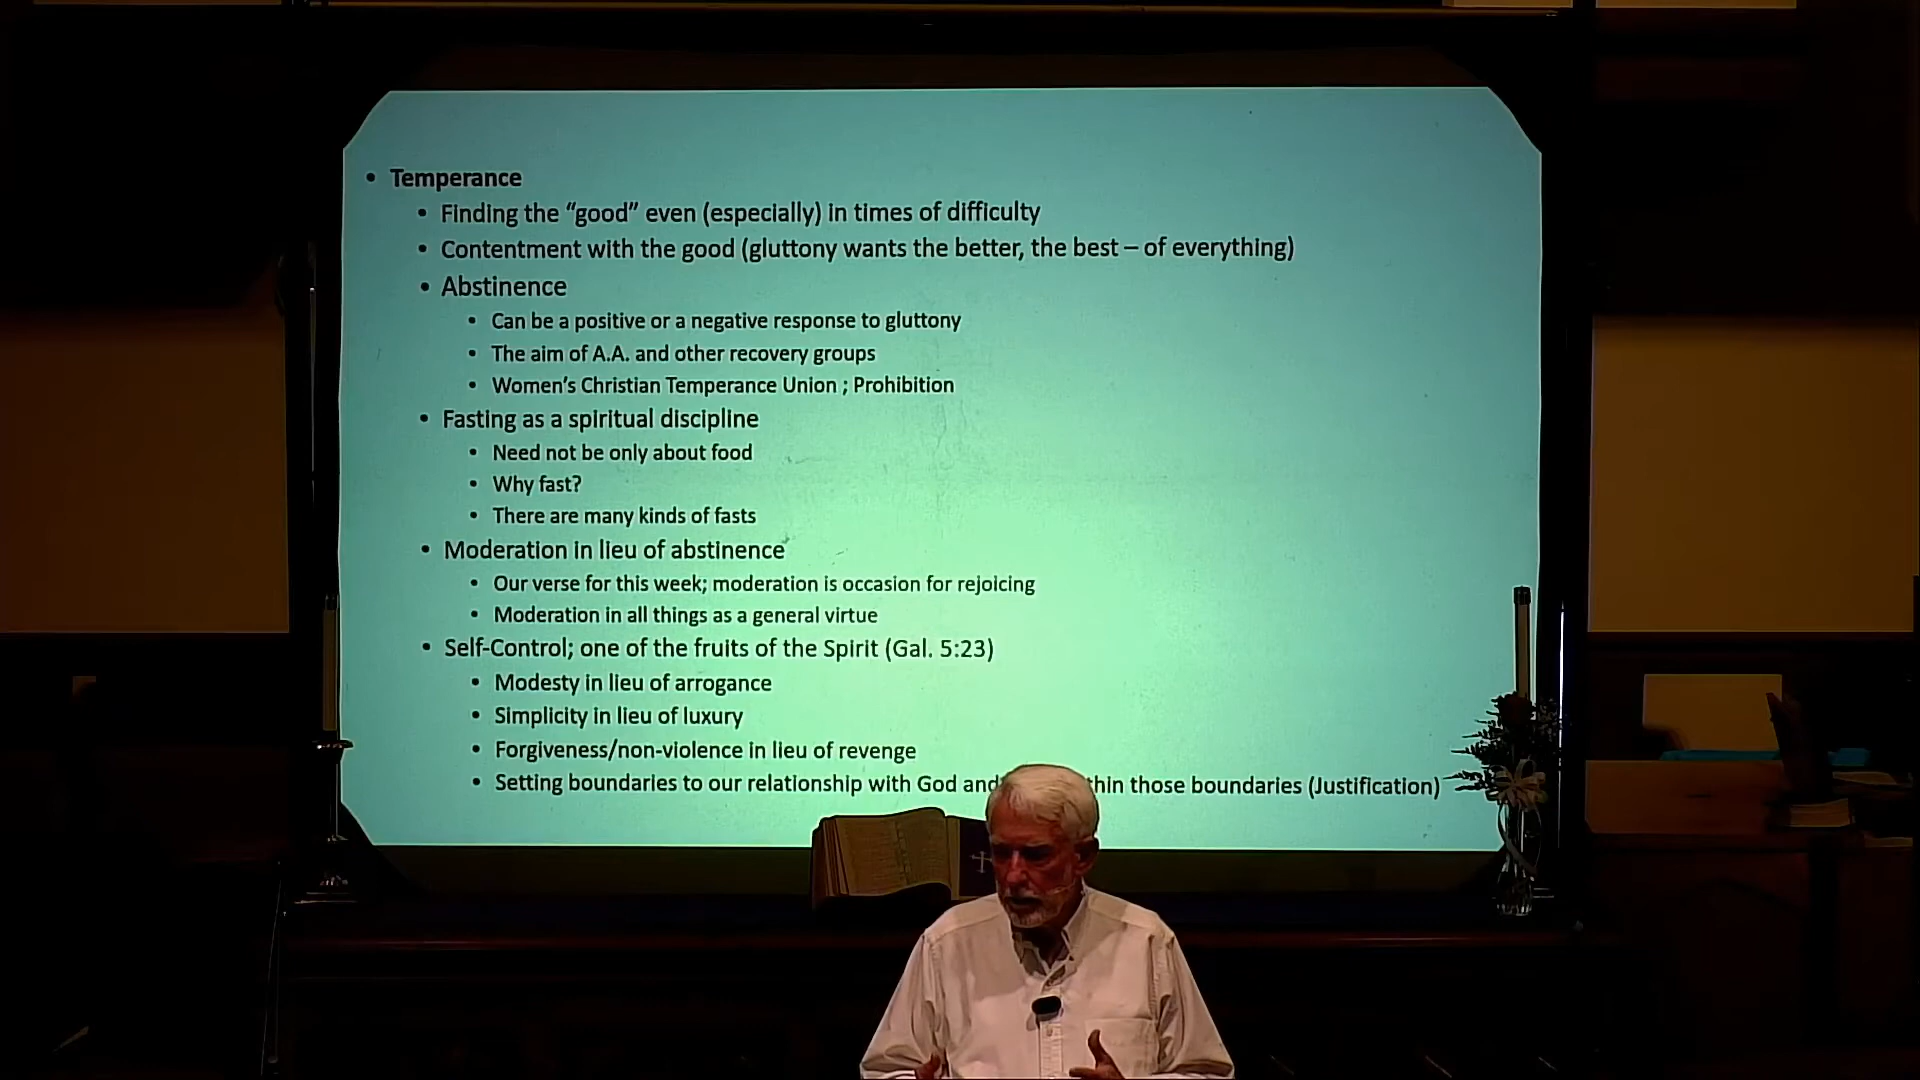 • Temperance
• Finding the “good” even (especially) in times of difficulty
• Contentment with the good (gluttony wants the better, the best – of everything)
• Abstinence
• Can be a positive or a negative response to gluttony
• The aim of A.A. and other recovery groups
• Women’s Christian Temperance Union ; Prohibition
• Fasting as a spiritual discipline
• Need not be only about food
• Why fast?
• There are many kinds of fasts
• Moderation in lieu of abstinence
• Our verse for this week; moderation is occasion for rejoicing
• Moderation in all things as a general virtue
• Self-Control; one of the fruits of the Spirit (Gal. 5:23)
• Modesty in lieu of arrogance
• Simplicity in lieu of luxury
• Forgiveness/non-violence in lieu of revenge
• Setting boundaries to our relationship with God and those boundaries (Justification)